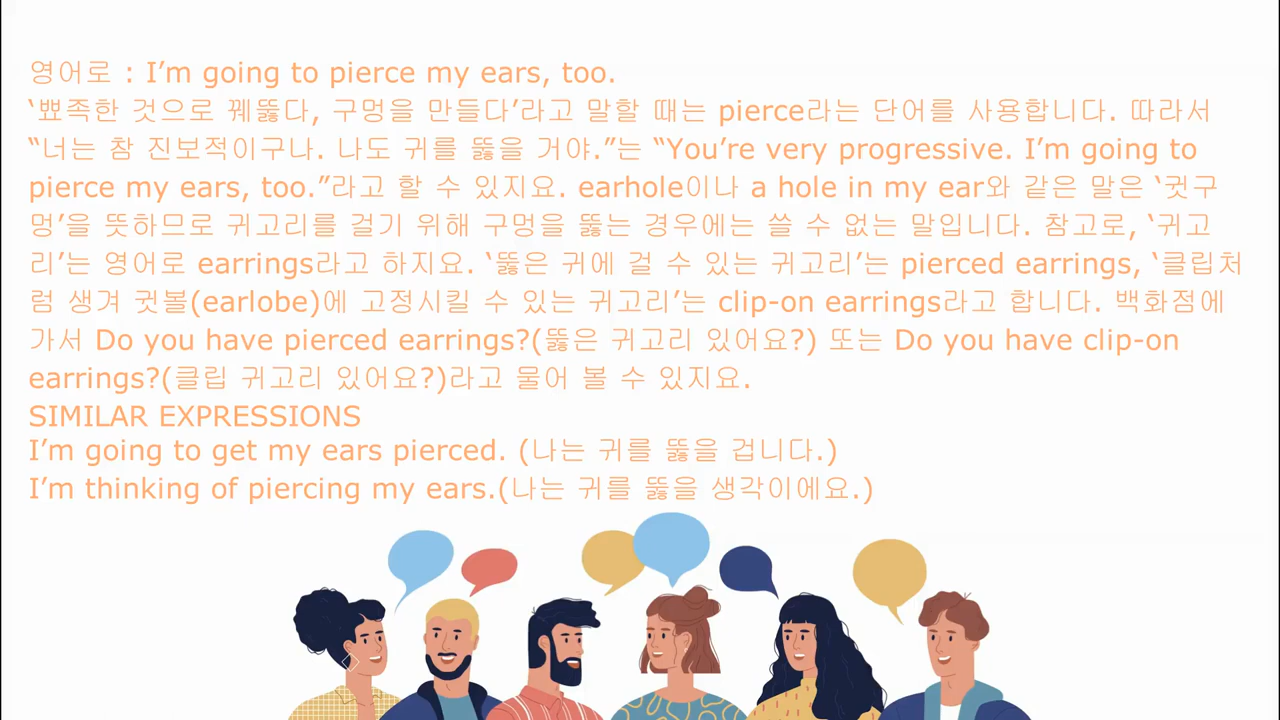 영어로 : I’m going to pierce my ears, too.
‘뾰족한 것으로 꿰뚫다, 구멍을 만들다’라고 말할 때는 pierce라는 단어를 사용합니다. 따라서
“너는 참 진보적이구나. 나도 귀를 뚫을 거야.”는 “You’re very progressive. I’m going to
pierce my ears, too.”라고 할 수 있지요. earhole이나 a hole in my ear와 같은 말은 ‘귓구
멍’을 뜻하므로 귀고리를 걸기 위해 구멍을 뚫는 경우에는 쓸 수 없는 말입니다. 참고로, ‘귀고
리’는 영어로 earrings라고 하지요. ‘뚫은 귀에 걸 수 있는 귀고리’는 pierced earrings, ‘클립처
럼 생겨 귓볼(earlobe)에 고정시킬 수 있는 귀고리’는 clip-on earrings라고 합니다. 백화점에
가서 Do you have pierced earrings?(뚫은 귀고리 있어요?) 또는 Do you have clip-on
earrings?(클립 귀고리 있어요?)라고 물어 볼 수 있지요.
SIMILAR EXPRESSIONS
I’m going to get my ears pierced. (나는 귀를 뚫을 겁니다.)
I’m thinking of piercing my ears.(나는 귀를 뚫을 생각이에요.)